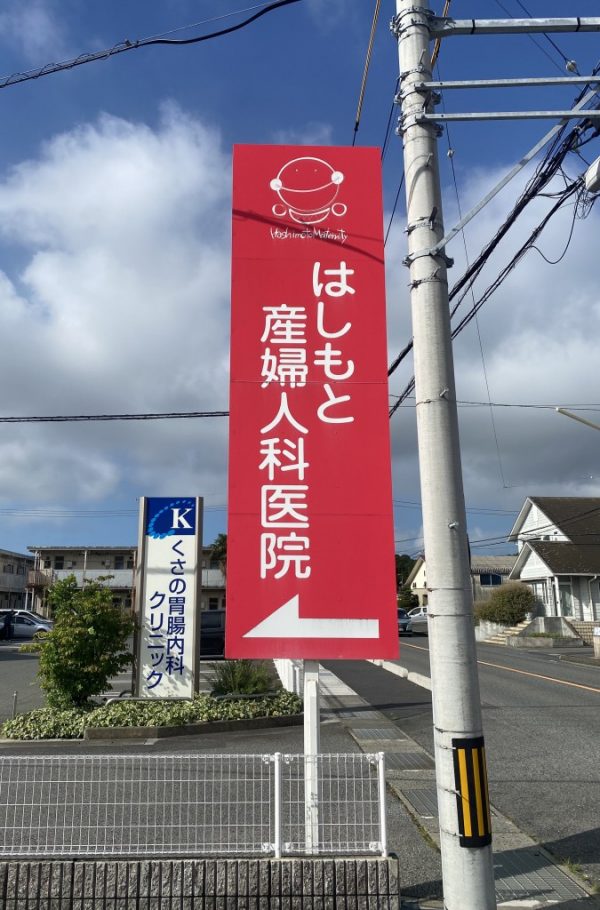 Hashimoto Maternity
はしもと
産婦人科医院
K
くさの胃腸内科
クリニック